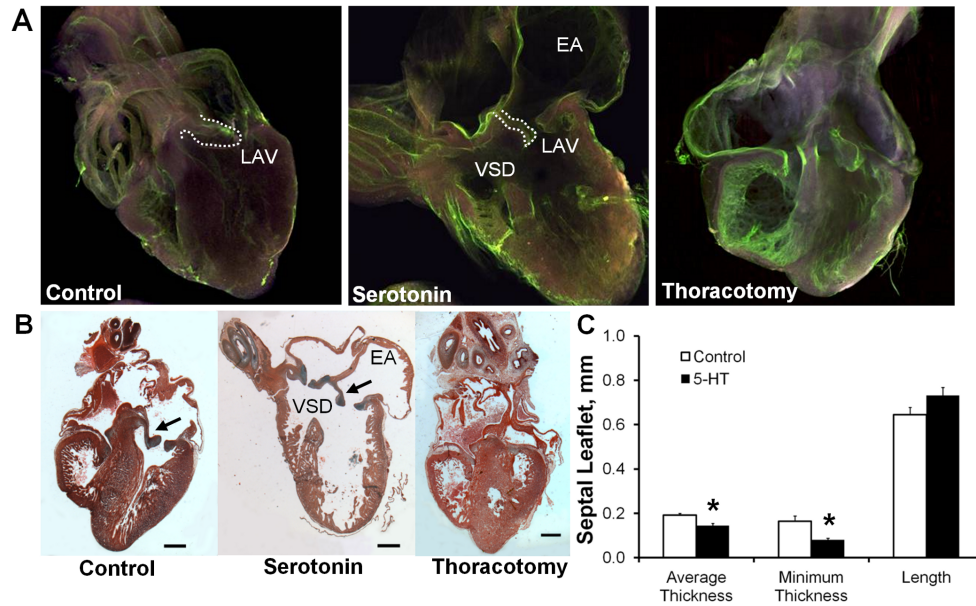 A
LAV
Control
EA
VSD
LAV
Serotonin
Thoracotomy
B
Control
EA
VSD
Serotonin
Thoracotomy
C
Septal Leaflet, mm
1.0
0.8
0.6
0.4
0.2
0.0
Control
5-HT
*
*
Average
Thickness
Minimum
Thickness
Length